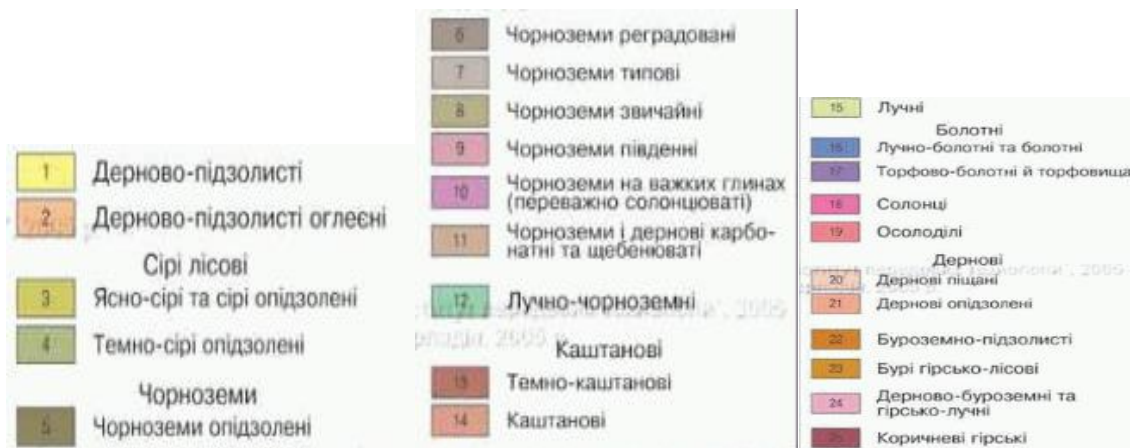 1 Дерново-підзолисті
2 Дерново-підзолисті оглеєні
Сірі лісові
3 Ясно-сірі та сірі опідзолені
4 Темно-сірі опідзолені
Чорноземи
5 Чорноземи опідзолені
6 Чорноземи реградовані
7 Чорноземи типові
8 Чорноземи звичайні
9 Чорноземи південні
10 Чорноземи на важких глинах
(переважно солонцюваті)
11 Чорноземи і дернові карбо-
натні та щебенюваті
12 Лучно-чорноземні
Каштанові
13 Темно-каштанові
14 Каштанові
15 Лучні
Болотні
16 Лучно-болотні та болотні
17 Торфово-болотні й торфовища
18 Солонці
19 Осолоділі
Дернові
20 Дернові піщані
21 Дернові опідзолені
22 Буроземно-підзолисті
23 Бурі гірсько-лісові
24 Дерново-буроземні та
гірсько-лучні
25 Коричневі гірські